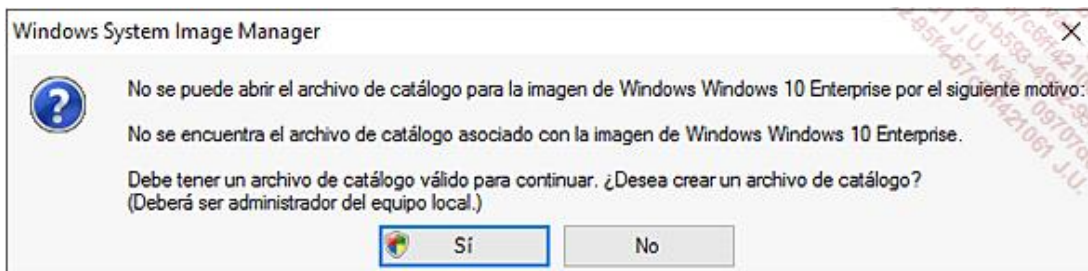 Windows System Image Manager
No se puede abrir el archivo de catálogo para la imagen de Windows Windows 10 Enterprise por el siguiente motivo:
No se encuentra el archivo de catálogo asociado con la imagen de Windows Windows 10 Enterprise.
Debe tener un archivo de catálogo válido para continuar. ¿Desea crear un archivo de catálogo?
(Deberá ser administrador del equipo local.)
Sí
No